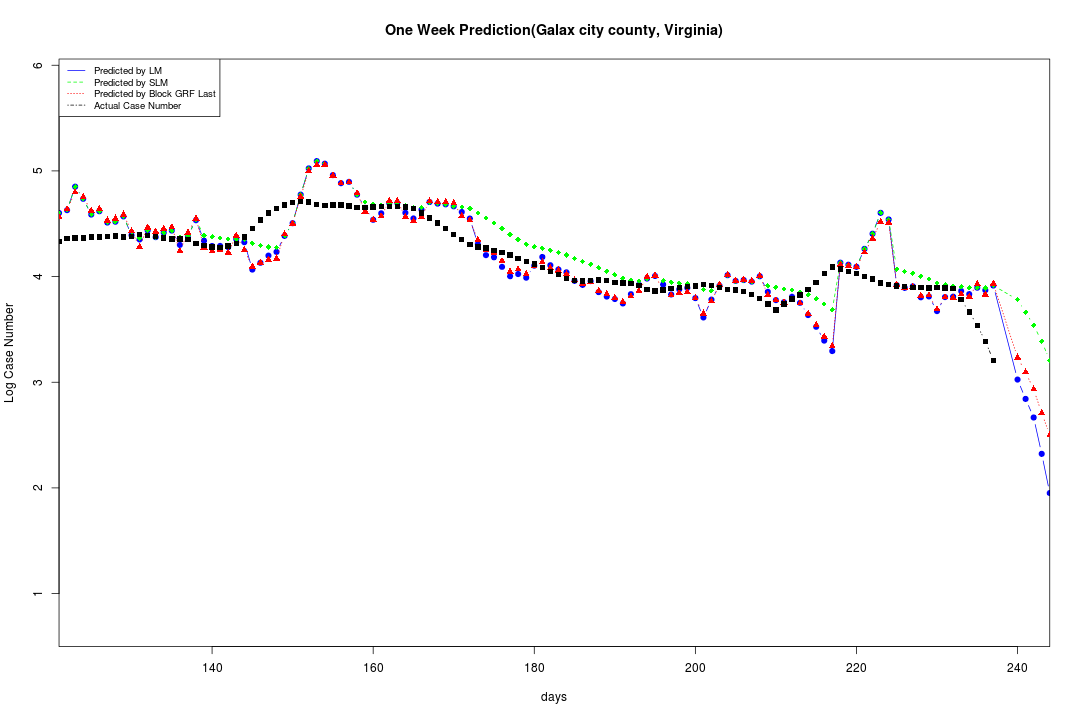 One Week Prediction(Galax city county, Virginia)
Predicted by LM
Predicted by SLM
Predicted by Block GRF Last
Actual Case Number
6
5
4
3
2
1
Log Case Number
140
160
180
200
220
240
days